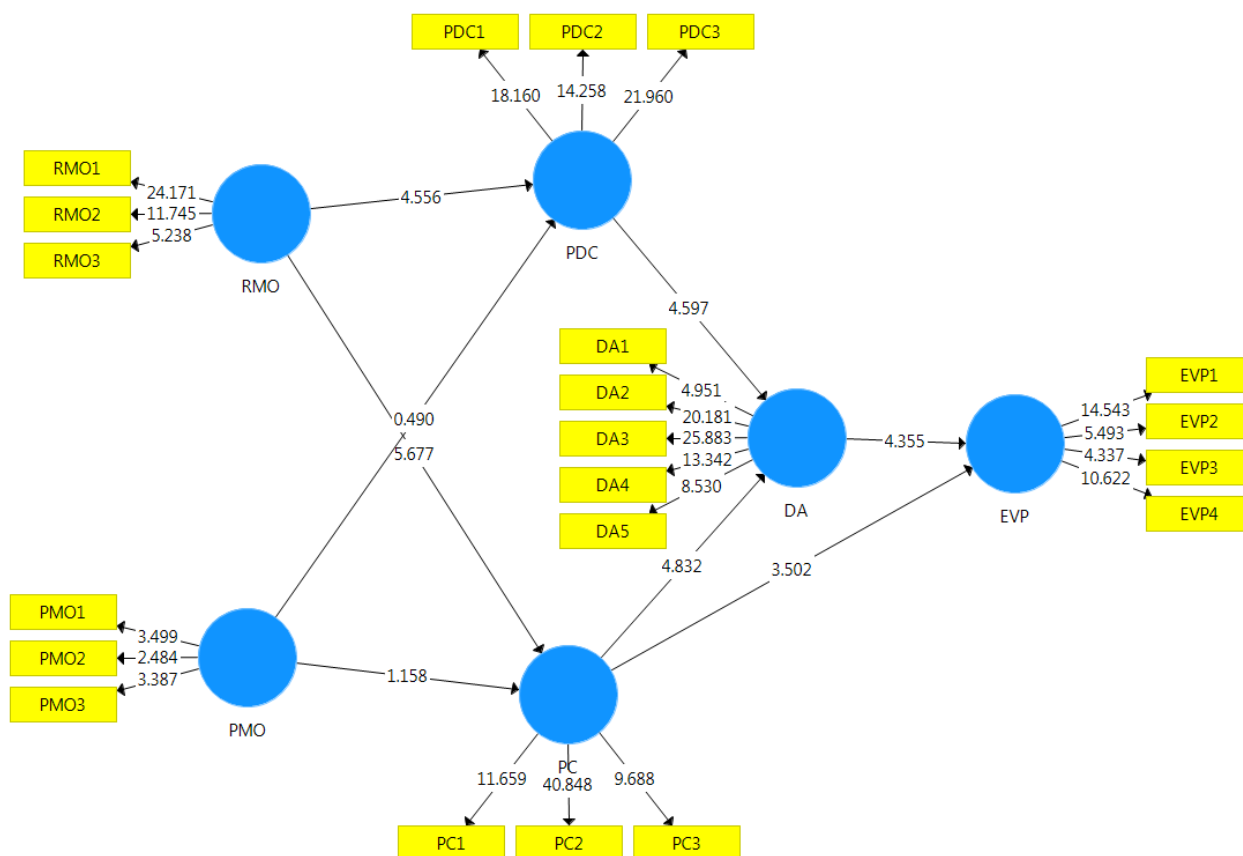 PDC1
PDC2
PDC3
18.160
14.258
21.960
RMO1
RMO2
RMO3
24.171
11.745
5.238
RMO
4.556
PDC
4.597
0.490
5.677
DA1
DA2
DA3
DA4
DA5
4.951
20.181
25.883
13.342
8.530
DA
4.355
EVP1
EVP2
EVP3
EVP4
14.543
5.493
4.337
10.622
EVP
4.832
3.502
PMO1
PMO2
PMO3
3.499
2.484
3.387
PMO
1.158
PC
11.659
40.848
9.688
PC1
PC2
PC3